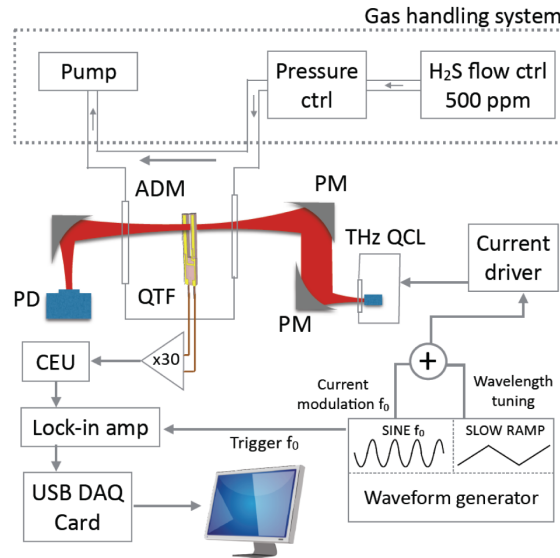 Gas handling system
Pump
Pressure
ctrl
H₂S flow ctrl
500 ppm
ADM
PM
THz QCL
Current
driver
PD
QTF
PM
x30
CEU
+
Current
modulation f₀
Wavelength
tuning
Lock-in amp
Trigger f₀
SINE f₀
SLOW RAMP
Waveform generator
USB DAQ
Card